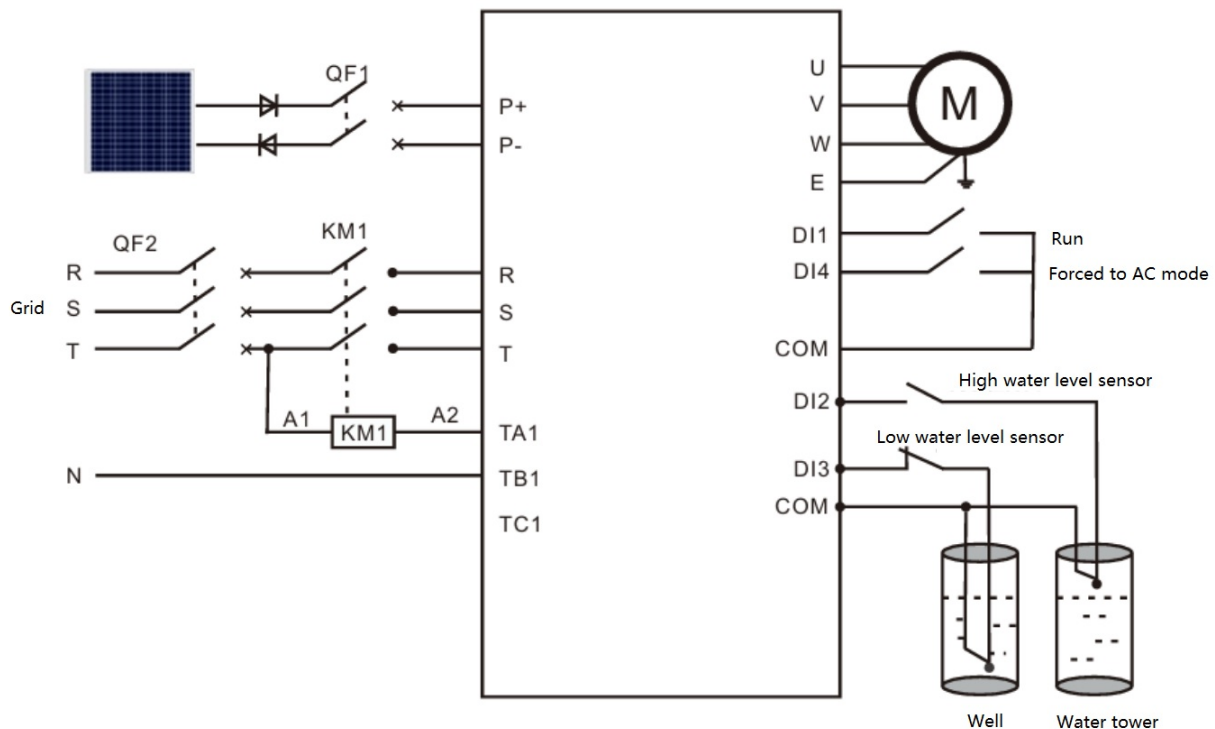 QF1
P+
P-
U
V
W
E
M
QF2
KM1
R
R
Grid
S
S
T
T
A1
KM1
A2
TA1
N
TB1
TC1
DI1
Run
DI4
Forced to AC mode
COM
High water level sensor
DI2
Low water level sensor
DI3
COM
Well
Water tower